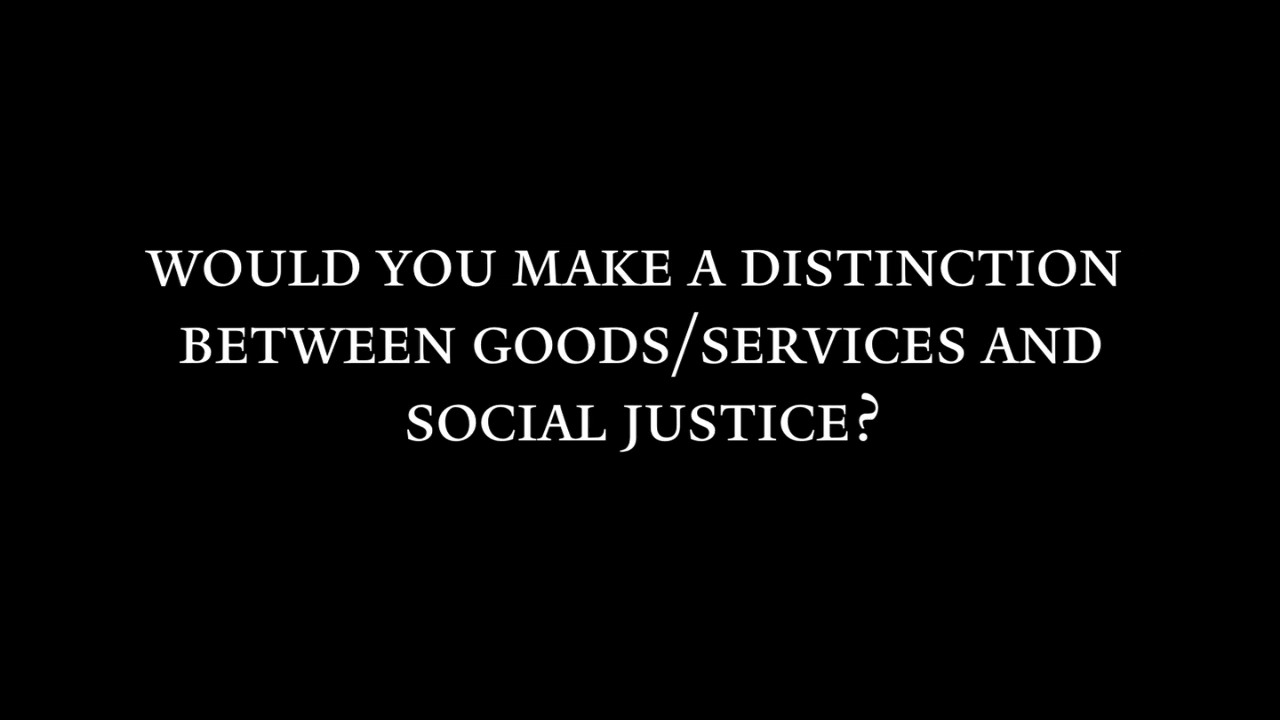 WOULD YOU MAKE A DISTINCTION
BETWEEN GOODS/SERVICES AND
SOCIAL JUSTICE?